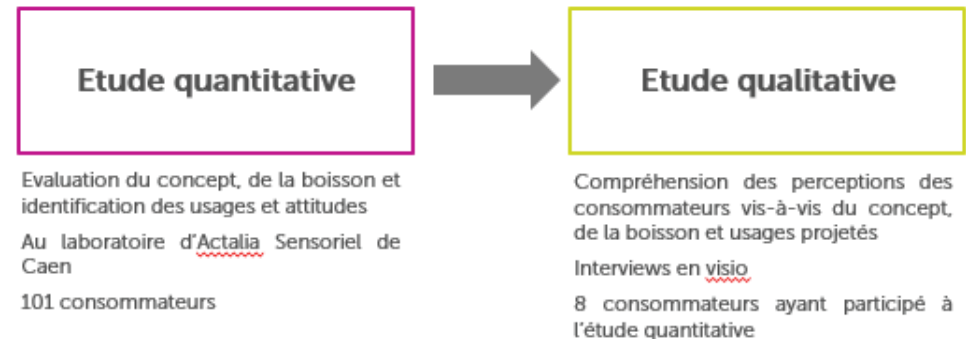 Etude quantitative
Evaluation du concept, de la boisson et
identification des usages et attitudes
Au laboratoire d'Actalia Sensoriel de
Caen
101 consommateurs
Etude qualitative
Compréhension des perceptions des
consommateurs vis-à-vis du concept,
de la boisson et usages projetés
Interviews en visio
8 consommateurs ayant participé à
l'étude quantitative